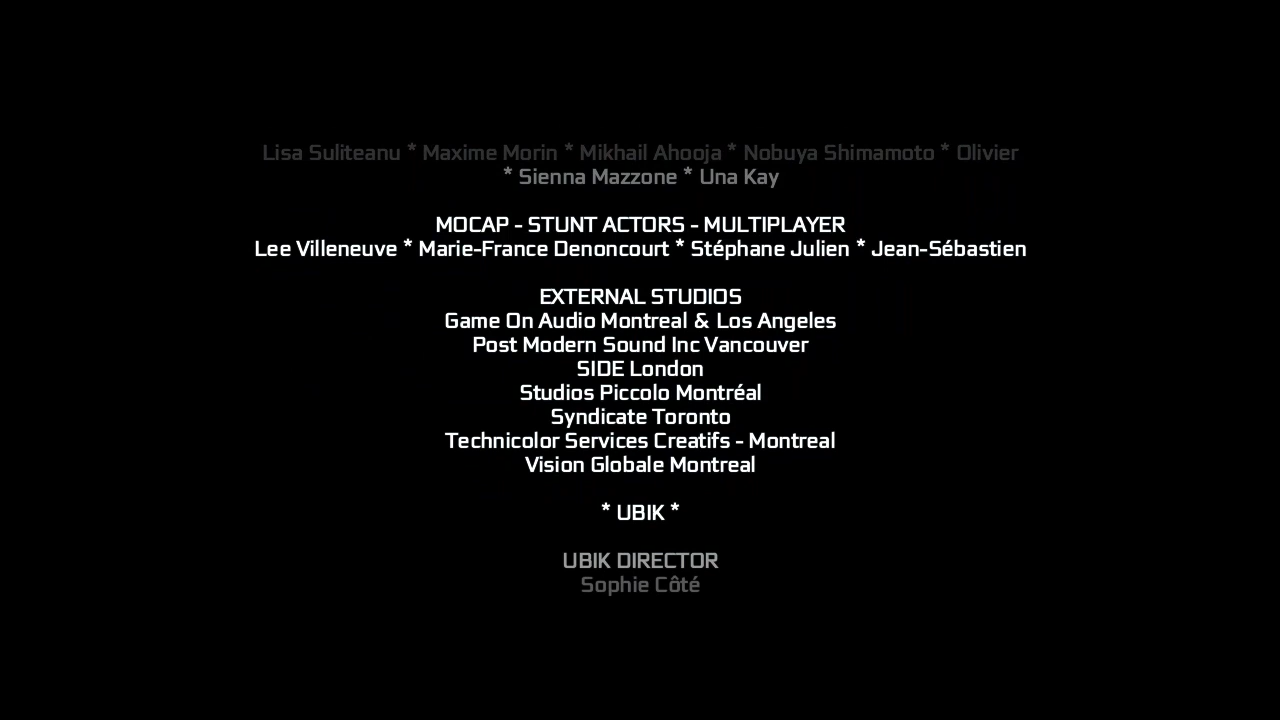 Lisa Suliteanu * Maxime Morin * Mikhail Ahooja * Nobuya Shimamoto * Olivier
* Sienna Mazzone * Una Kay
MOCAP - STUNT ACTORS - MULTIPLAYER
Lee Villeneuve * Marie-France Denoncourt * Stéphane Julien * Jean-Sébastien
EXTERNAL STUDIOS
Game On Audio Montreal & Los Angeles
Post Modern Sound Inc Vancouver
SIDE London
Studios Piccolo Montréal
Syndicate Toronto
Technicolor Services Creatifs - Montreal
Vision Globale Montreal
* UBIK *
UBIK DIRECTOR
Sophie Côté